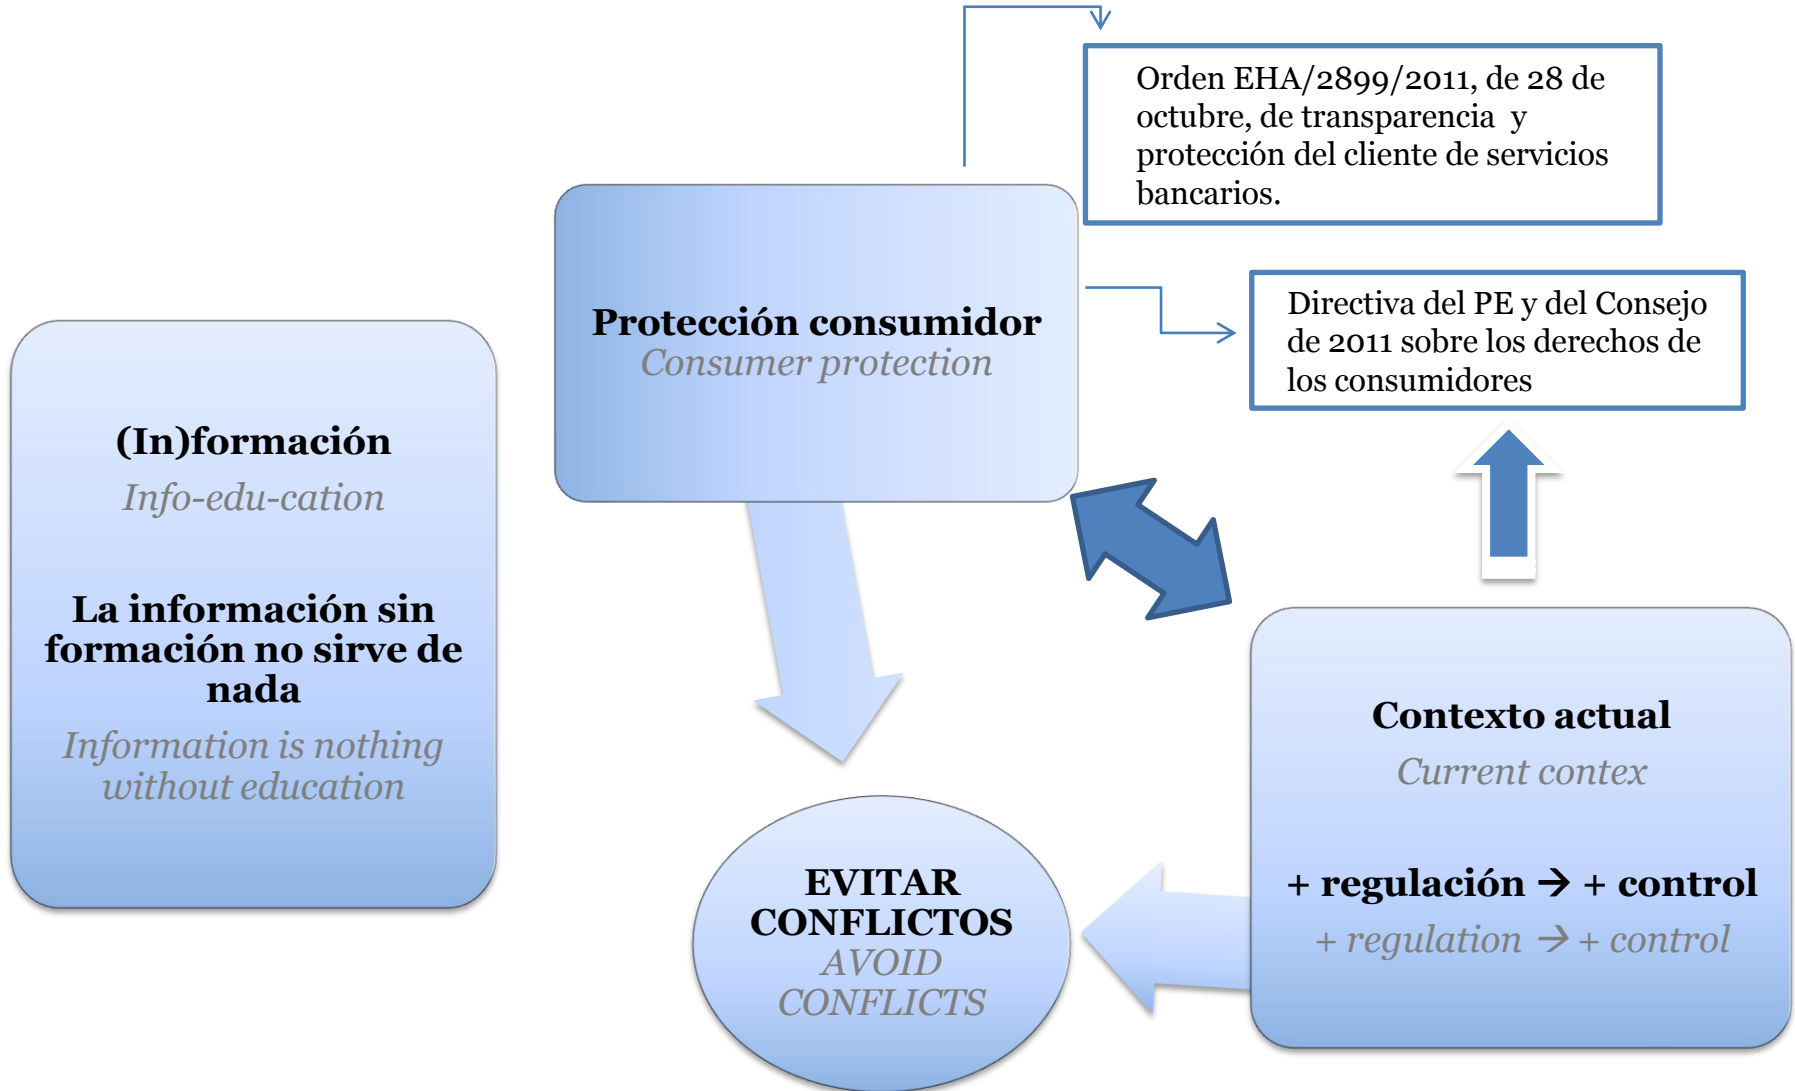 Orden EHA/2899/2011, de 28 de
octubre, de transparencia y
protección del cliente de servicios
bancarios.
Protección consumidor
Consumer protection
Directiva del PE y del Consejo
de 2011 sobre los derechos de
los consumidores
(In)formación
Info-edu-cation
La información sin
formación no sirve de
nada
Information is nothing
without education
Contexto actual
Current contex
+ regulación → + control
+ regulation → + control
EVITAR
CONFLICTOS
AVOID
CONFLICTS